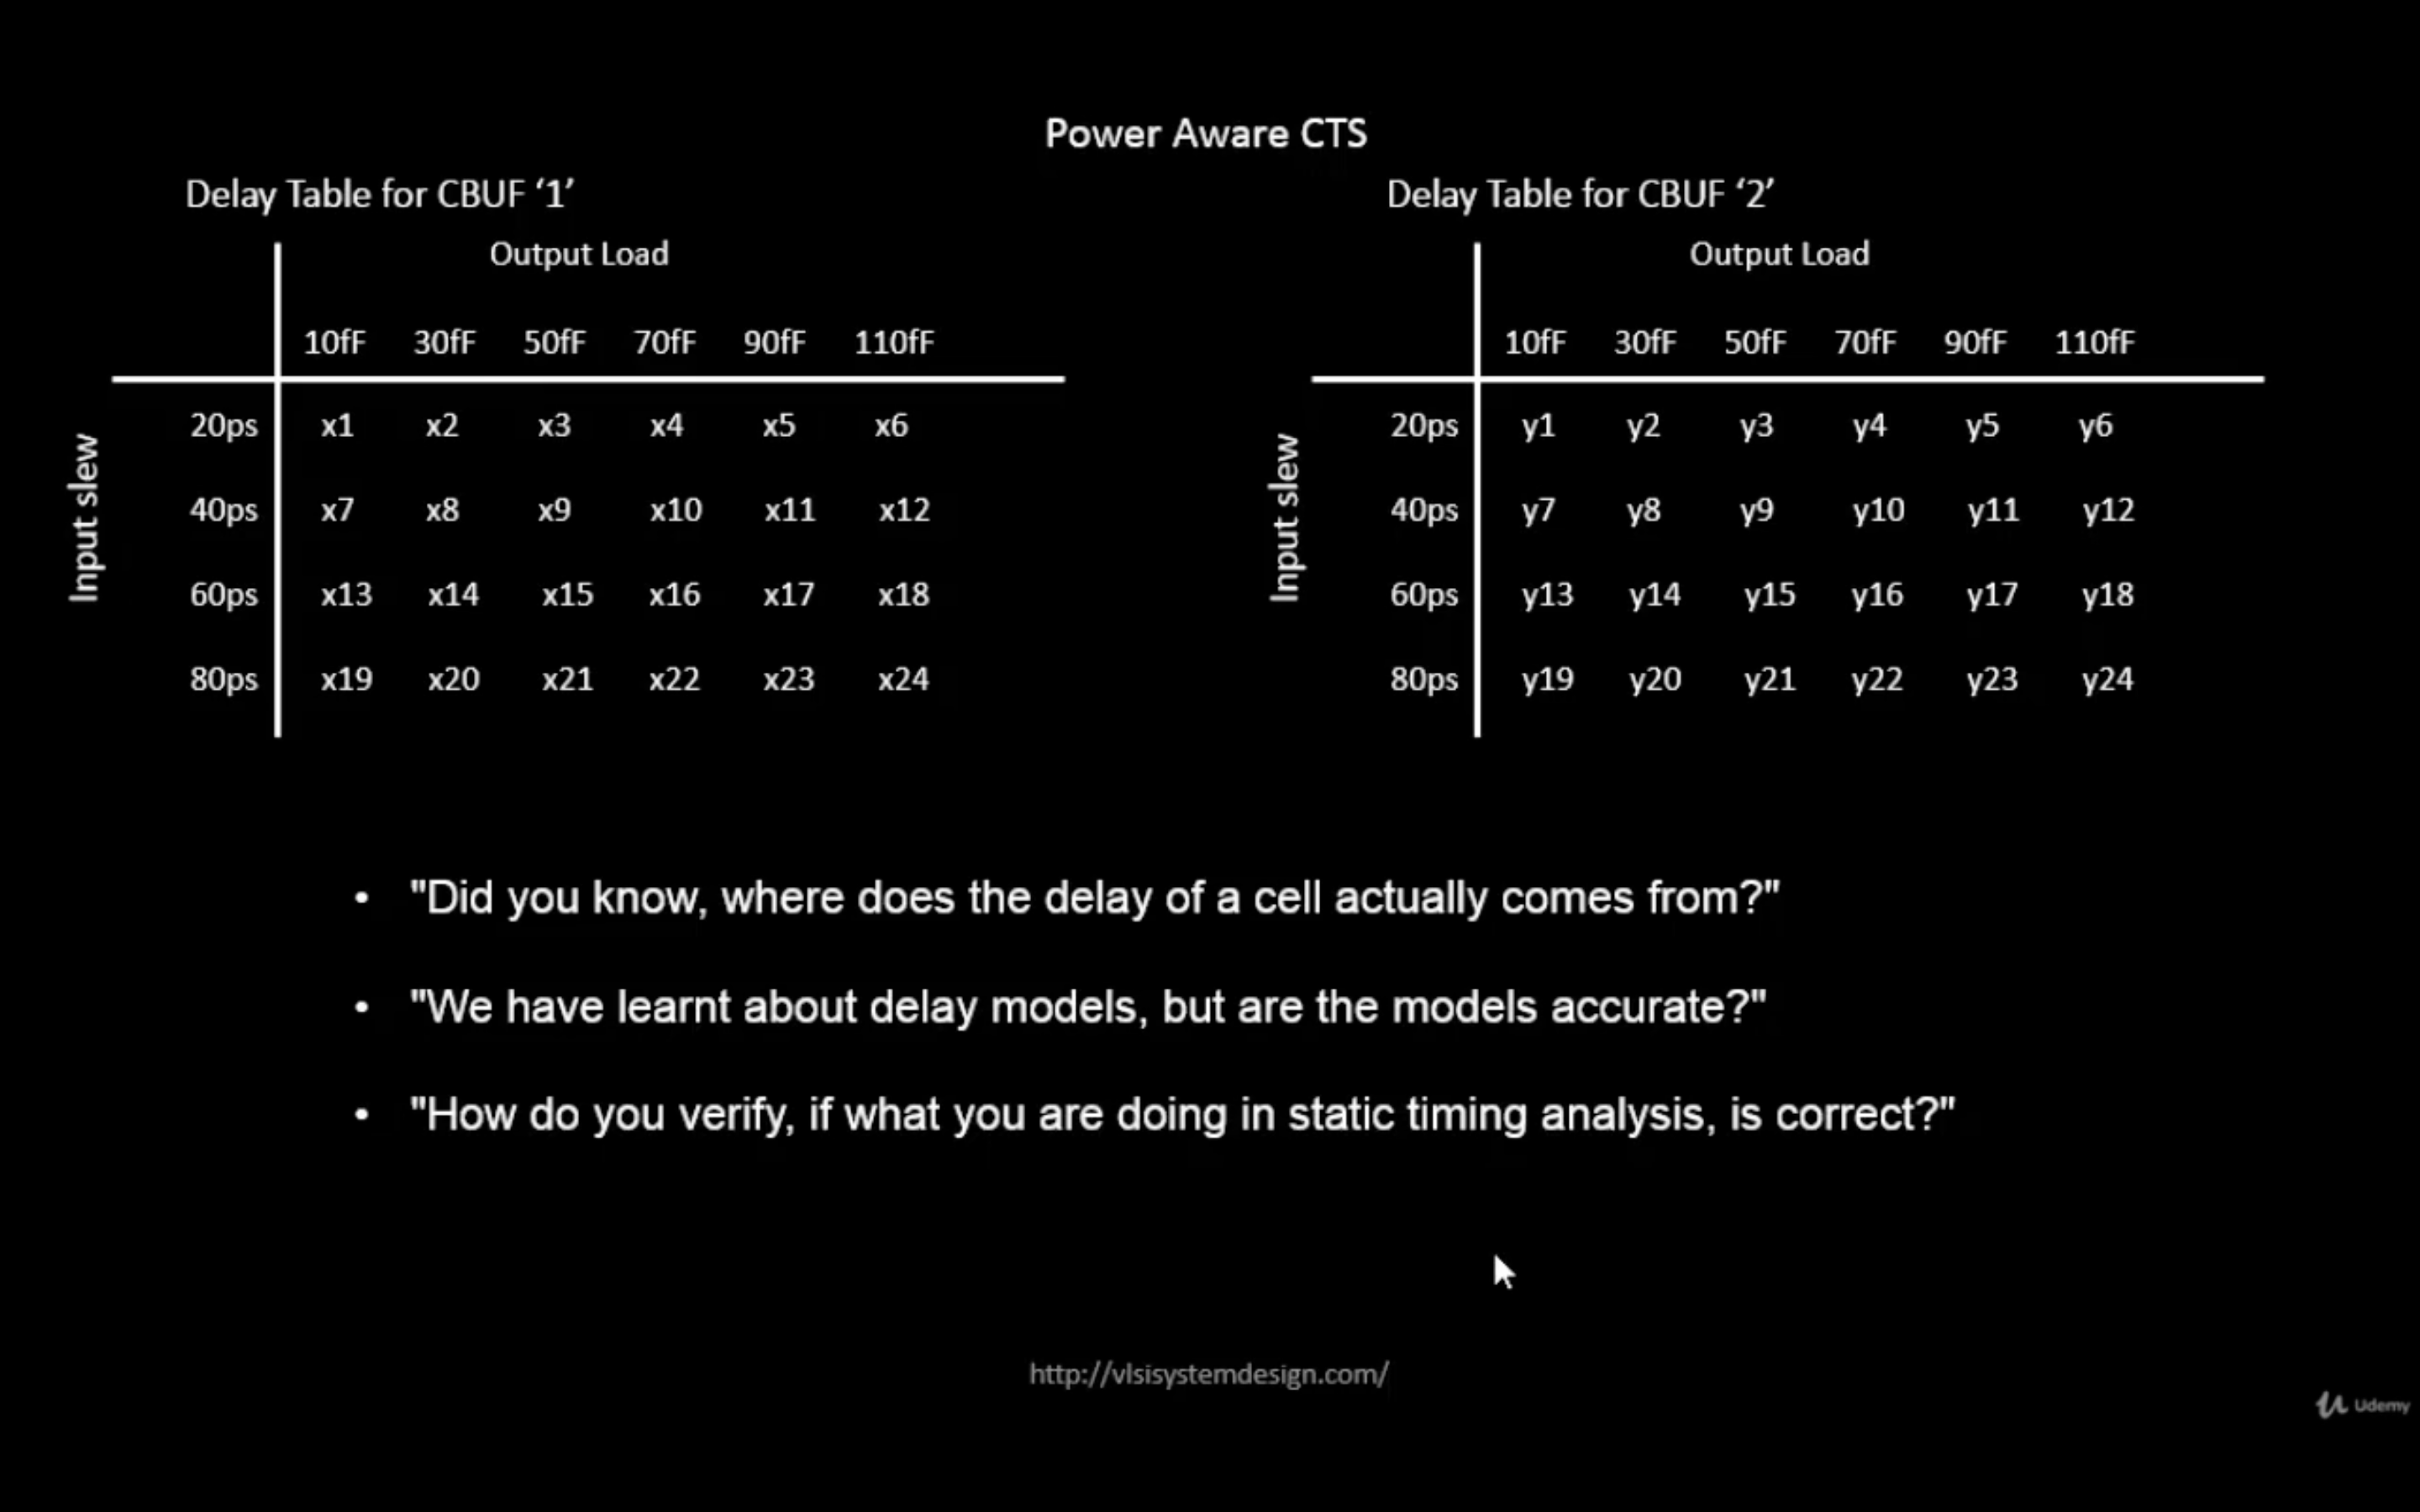 Power Aware CTS
Delay Table for CBUF ‘1’
Output Load
10fF 30fF 50fF 70fF 90fF 110fF
Input slew
20ps x1 x2 x3 x4 x5 x6
40ps x7 x8 x9 x10 x11 x12
60ps x13 x14 x15 x16 x17 x18
80ps x19 x20 x21 x22 x23 x24
Delay Table for CBUF ‘2’
Output Load
10fF 30fF 50fF 70fF 90fF 110fF
Input slew
20ps y1 y2 y3 y4 y5 y6
40ps y7 y8 y9 y10 y11 y12
60ps y13 y14 y15 y16 y17 y18
80ps y19 y20 y21 y22 y23 y24
• "Did you know, where does the delay of a cell actually comes from?"
• "We have learnt about delay models, but are the models accurate?"
• "How do you verify, if what you are doing in static timing analysis, is correct?"
http://vlsisystemdesign.com/
Udemy